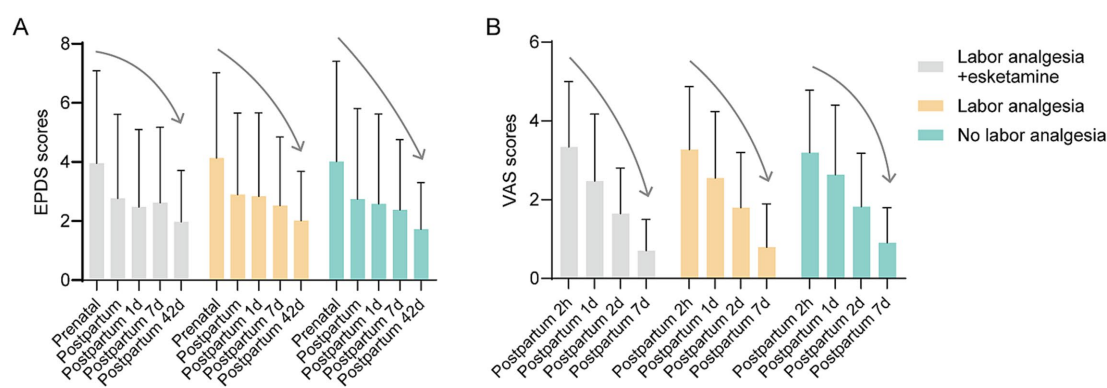 A
EPDS scores
8
6
4
2
0
Prenatal
Postpartum
Postpartum 1d
Postpartum 7d
Postpartum 42d
Prenatal
Postpartum
Postpartum 1d
Postpartum 7d
Postpartum 42d
Prenatal
Postpartum
Postpartum 1d
Postpartum 7d
Postpartum 42d
B
VAS scores
6
4
2
0
Postpartum 2h
Postpartum 1d
Postpartum 2d
Postpartum 7d
Postpartum 2h
Postpartum 1d
Postpartum 2d
Postpartum 7d
Postpartum 2h
Postpartum 1d
Postpartum 2d
Postpartum 7d
Labor analgesia
+esketamine
Labor analgesia
No labor analgesia